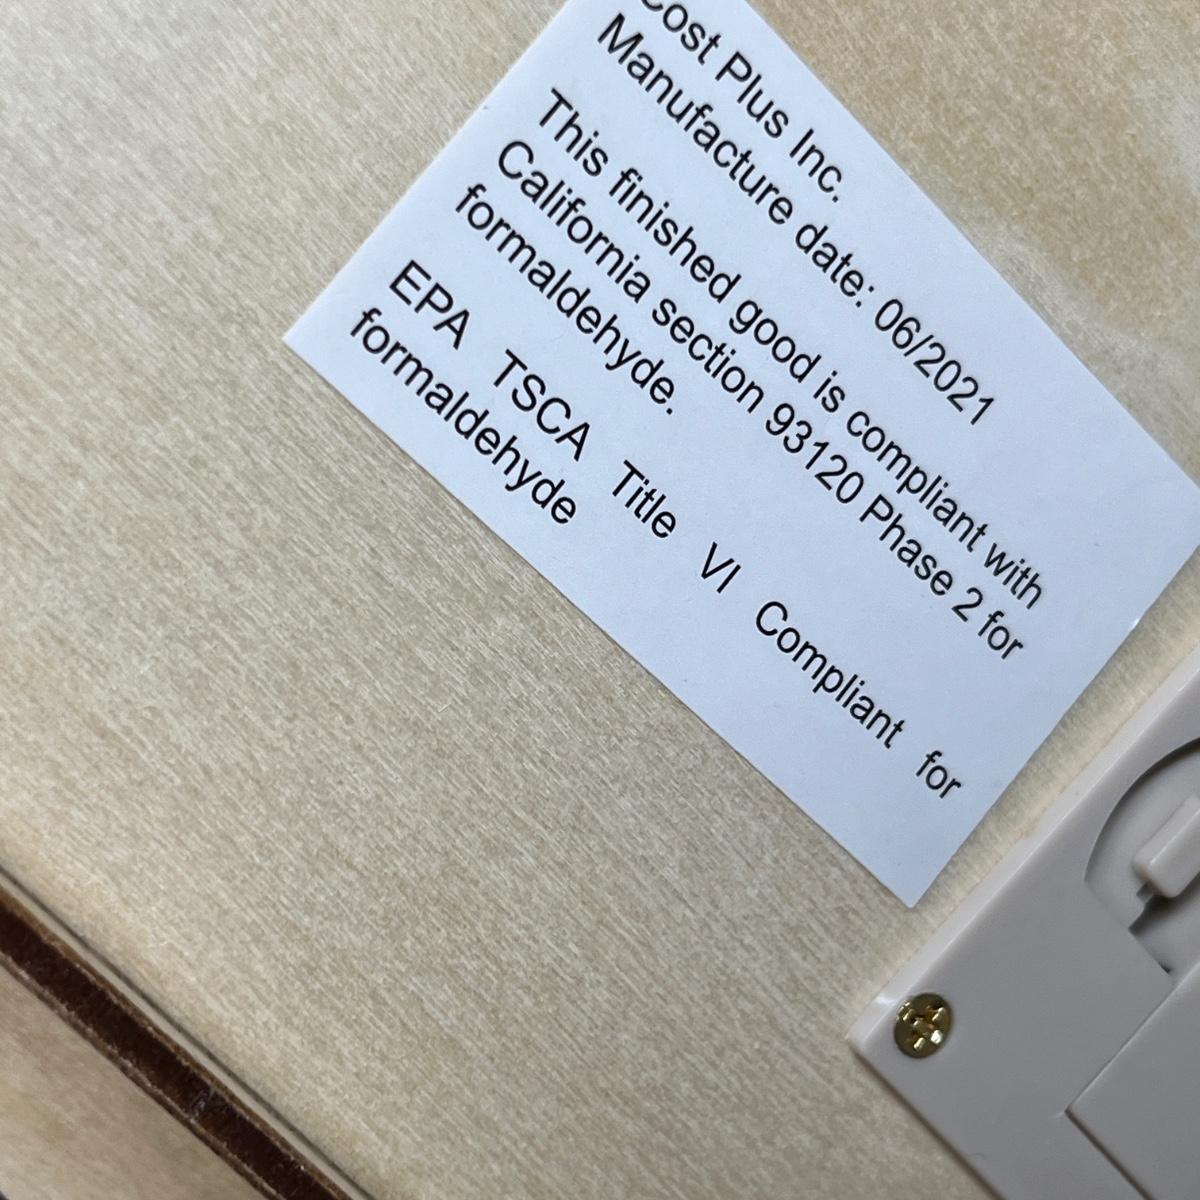 Cost Plus Inc.
Manufacture date: 06/2021
This finished good is compliant with
California section 93120 Phase 2 for
formaldehyde.
EPA TSCA Title VI Compliant for
formaldehyde